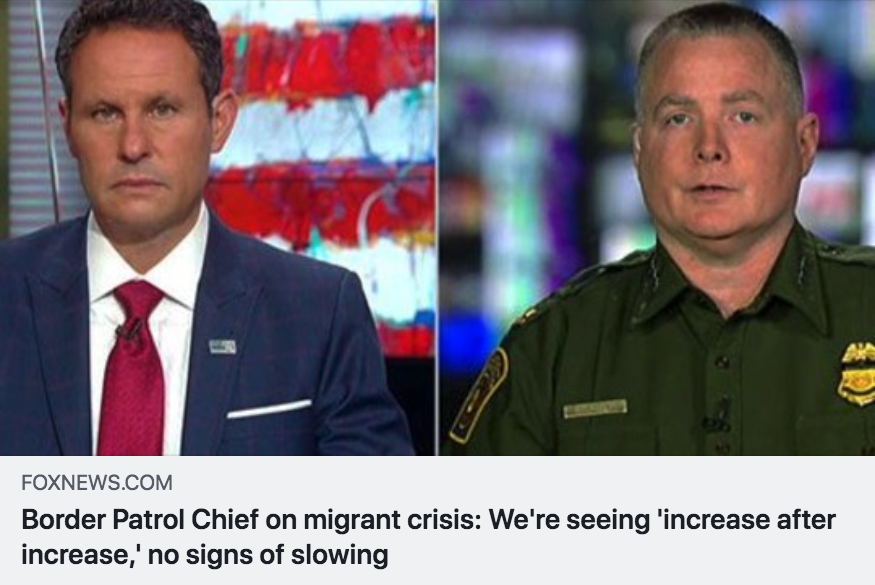 FOXNEWS.COM
Border Patrol Chief on migrant crisis: We're seeing 'increase after
increase,' no signs of slowing